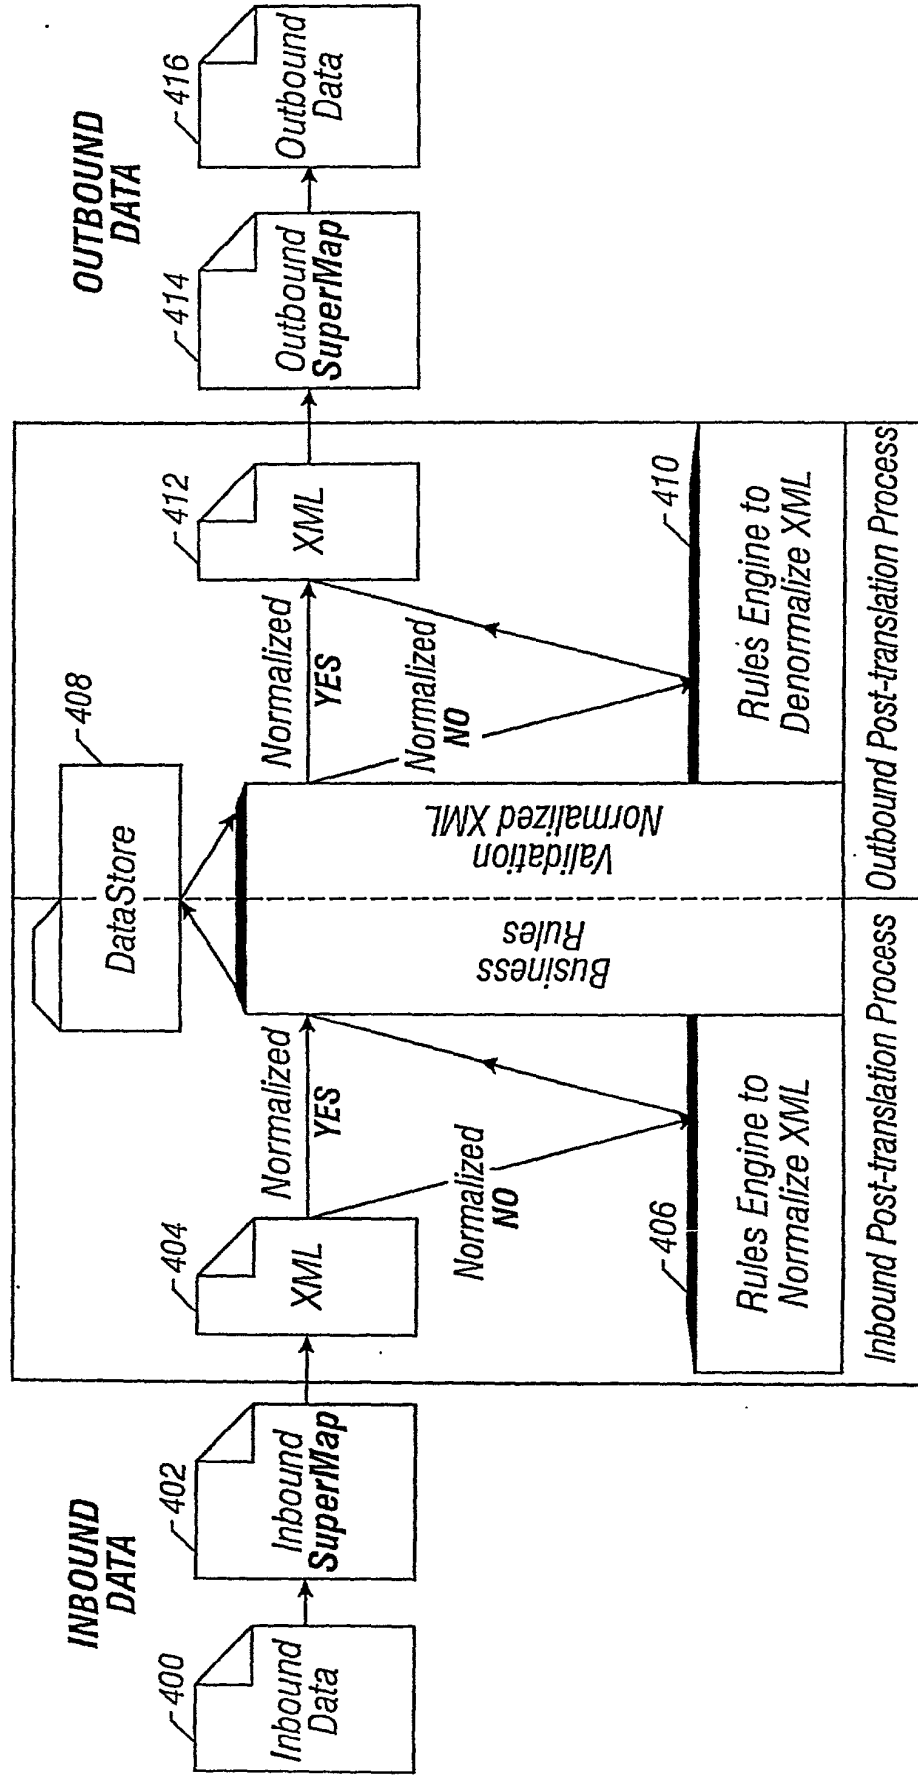 INBOUND
DATA
400
Inbound
Data
402
Inbound
SuperMap
404
XML
Normalized
YES
Normalized
NO
406
Rules Engine to
Normalize XML
Inbound Post-translation Process
408
DataStore
Business
Rules
Validation
Normalized XML
Normalized
YES
Normalized
NO
410
Rules Engine to
Denormalize XML
Outbound Post-translation Process
412
XML
OUTBOUND
DATA
414
Outbound
SuperMap
416
Outbound
Data